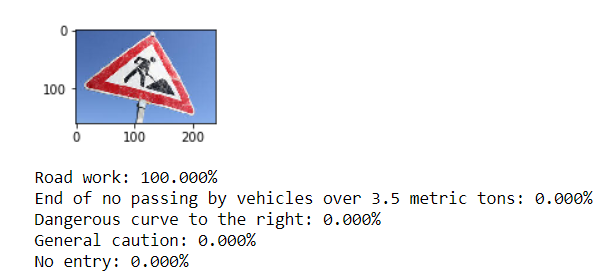 0
100
0 100 200
Road work: 100.000%
End of no passing by vehicles over 3.5 metric tons: 0.000%
Dangerous curve to the right: 0.000%
General caution: 0.000%
No entry: 0.000%